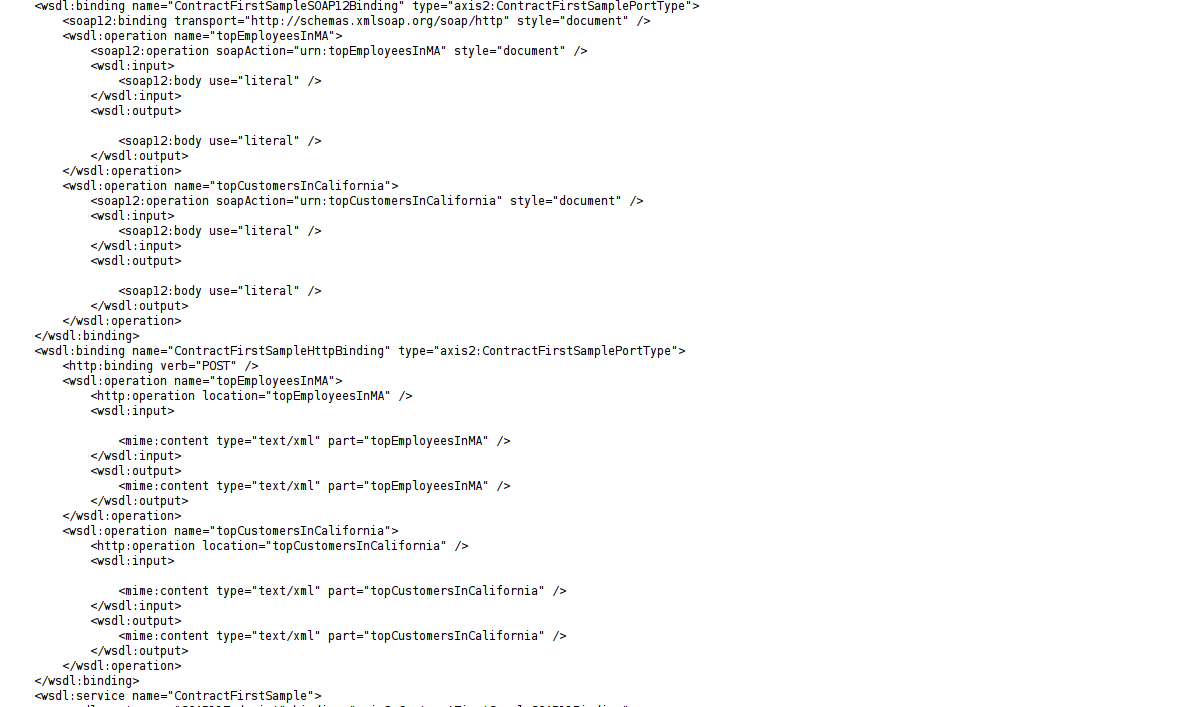 <wsdl:binding name="ContractFirstSampleSOAP12Binding" type="axis2:ContractFirstSamplePortType">
<soap12:binding transport="http://schemas.xmlsoap.org/soap/http" style="document" />
<wsdl:operation name="topEmployeesInMA">
<soap12:operation soapAction="urn:topEmployeesInMA" style="document" />
<wsdl:input>
<soap12:body use="literal" />
</wsdl:input>
<wsdl:output>
<soap12:body use="literal" />
</wsdl:output>
</wsdl:operation>
<wsdl:operation name="topCustomersInCalifornia">
<soap12:operation soapAction="urn:topCustomersInCalifornia" style="document" />
<wsdl:input>
<soap12:body use="literal" />
</wsdl:input>
<wsdl:output>
<soap12:body use="literal" />
</wsdl:output>
</wsdl:operation>
</wsdl:binding>
<wsdl:binding name="ContractFirstSampleHttpBinding" type="axis2:ContractFirstSamplePortType">
<http:binding verb="POST" />
<wsdl:operation name="topEmployeesInMA">
<http:operation location="topEmployeesInMA" />
<wsdl:input>
<mime:content type="text/xml" part="topEmployeesInMA" />
</wsdl:input>
<wsdl:output>
<mime:content type="text/xml" part="topEmployeesInMA" />
</wsdl:output>
</wsdl:operation>
<wsdl:operation name="topCustomersInCalifornia">
<http:operation location="topCustomersInCalifornia" />
<wsdl:input>
<mime:content type="text/xml" part="topCustomersInCalifornia" />
</wsdl:input>
<wsdl:output>
<mime:content type="text/xml" part="topCustomersInCalifornia" />
</wsdl:output>
</wsdl:operation>
</wsdl:binding>
<wsdl:service name="ContractFirstSample">